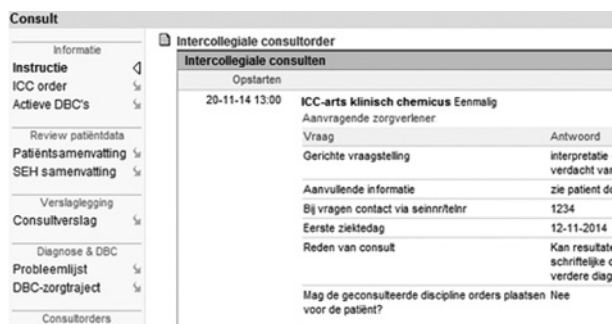 Consult
Informatie
Instructie
ICC order
Actieve DBC's
Review patiëntdata
Patiëntsamenvatting
SEH samenvatting
Verslaglegging
Consultverslag
Diagnose & DBC
Probleemlijst
DBC-zorgtraject
Consultorders
Intercollegiale consultorder
Intercollegiale consulten
Opstarten
20-11-14 13:00 ICC-arts klinisch chemicus Eenmalig
Aanvragende zorgverlener
Vraag Antwoord
Gerichte vraagstelling interpretatie
verdacht van
Aanvullende informatie zie patient
Bij vragen contact via seinnr/telnr 1234
Eerste ziektedag 12-11-2014
Reden van consult Kan
schriftelijke
verdere
Mag de geconsulteerde discipline orders plaatsen Nee
voor de patiënt?